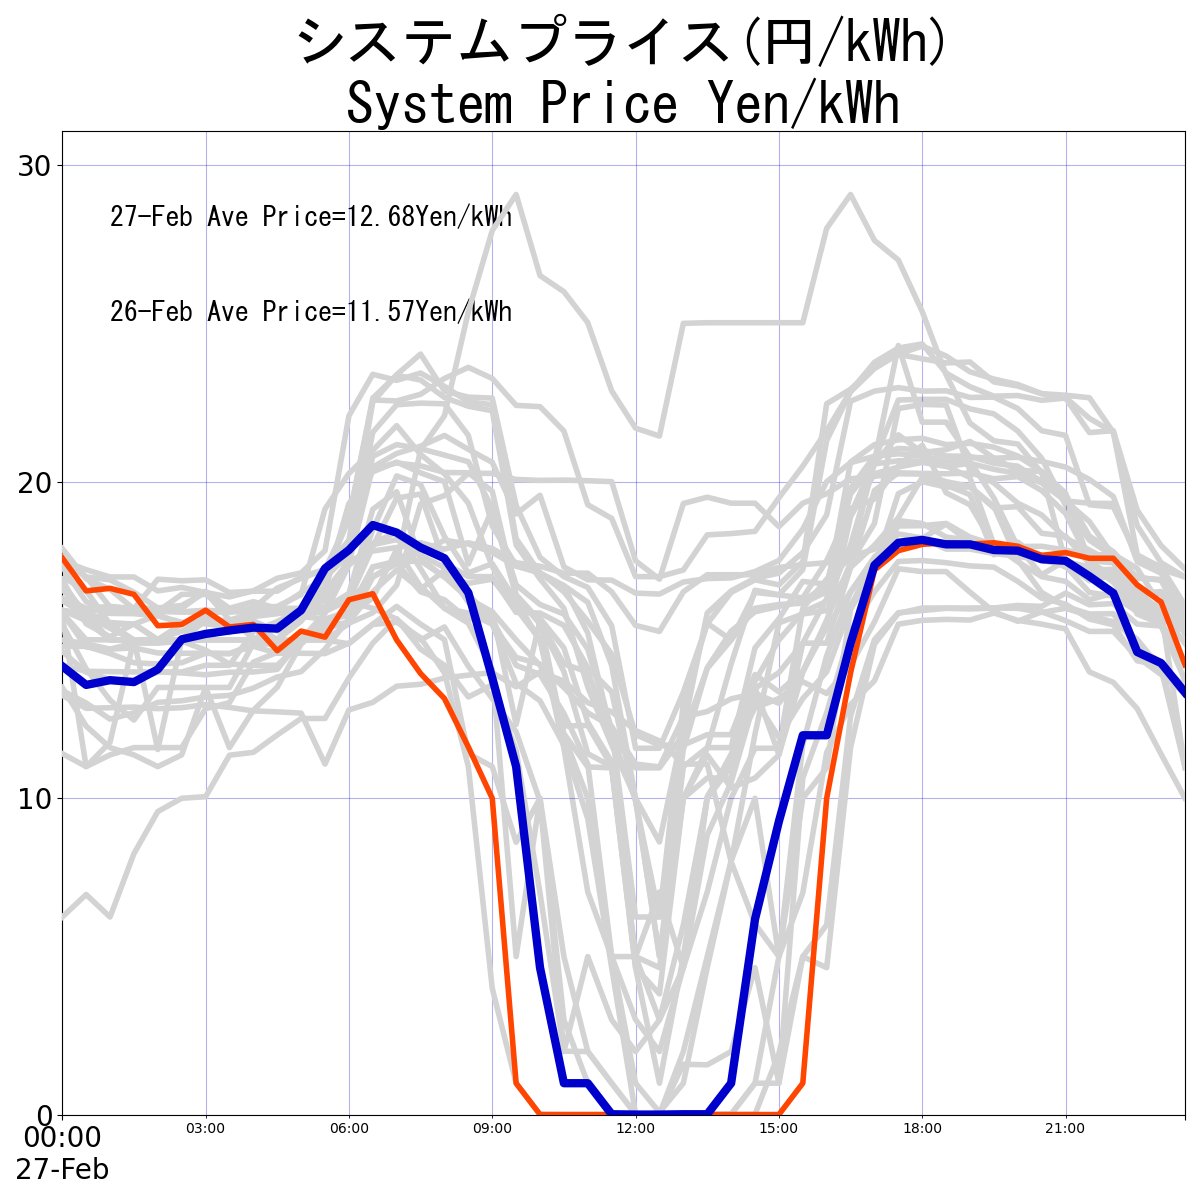 システムプライス(円/kWh)
System Price Yen/kWh
30
27-Feb Ave Price=12.68Yen/kWh
26-Feb Ave Price=11.57Yen/kWh
20
10
0
00:00 03:00 06:00 09:00 12:00 15:00 18:00 21:00
27-Feb